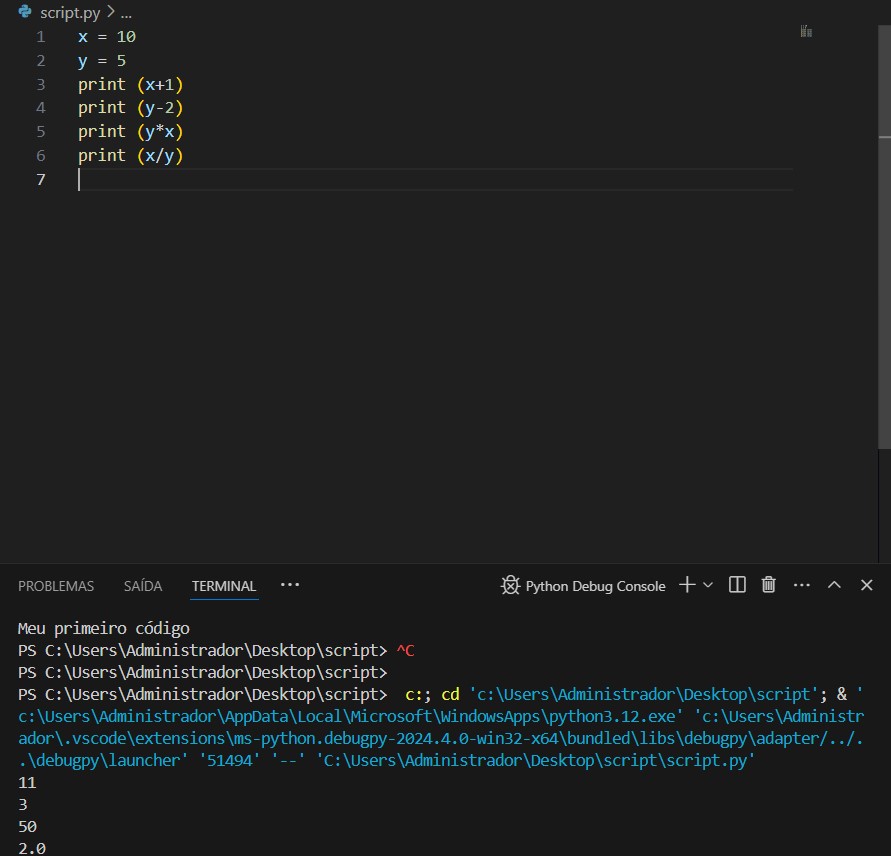 script.py > ...
1 x = 10
2 y = 5
3 print (x+1)
4 print (y-2)
5 print (y*x)
6 print (x/y)
7
PROBLEMAS SAÍDA TERMINAL ... Python Debug Console
Meu primeiro código
PS C:\Users\Administrador\Desktop\script> ^C
PS C:\Users\Administrador\Desktop\script>
PS C:\Users\Administrador\Desktop\script>  c:; cd 'c:\Users\Administrador\Desktop\script'; & '
c:\Users\Administrador\AppData\Local\Microsoft\WindowsApps\python3.12.exe' 'c:\Users\Administr
ador\.vscode\extensions\ms-python.debugpy-2024.4.0-win32-x64\bundled\libs\debugpy\adapter/../.
.\debugpy\launcher' '51494' '--' 'C:\Users\Administrador\Desktop\script\script.py'
11
3
50
2.0